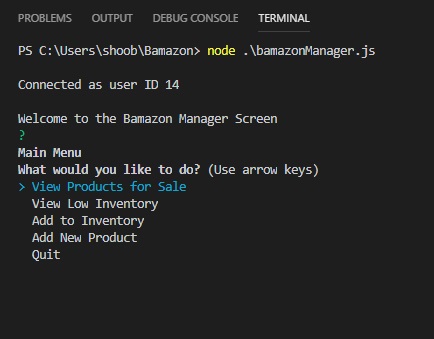 PROBLEMS OUTPUT DEBUG CONSOLE TERMINAL
PS C:\Users\shoob\Bamazon> node .\bamazonManager.js
Connected as user ID 14
Welcome to the Bamazon Manager Screen
?
Main Menu
What would you like to do? (Use arrow keys)
> View Products for Sale
View Low Inventory
Add to Inventory
Add New Product
Quit